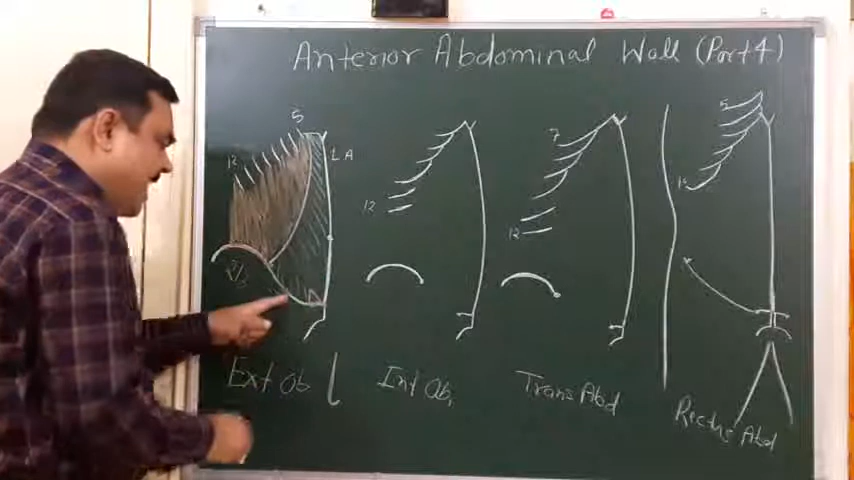 Anterior Abdominal Wall (Part 4)
5
12
LA
12
7
12
5
Ext Ob
Int Ob,
Trans Abd
Rectus Abd